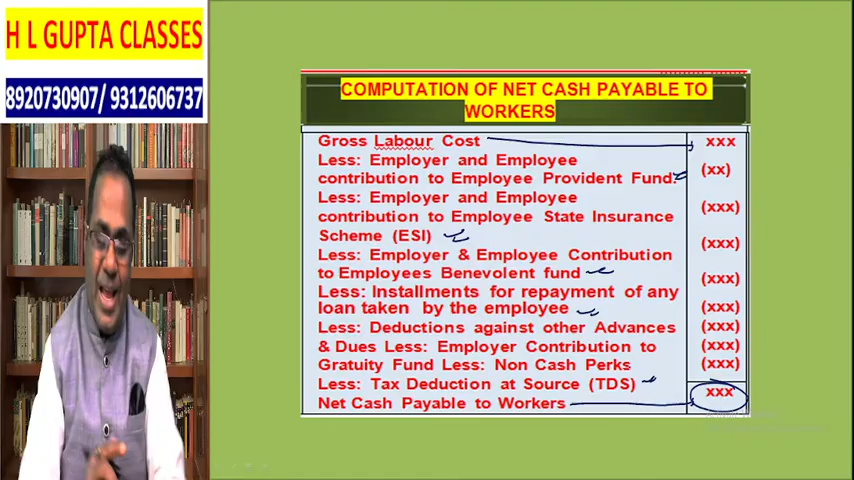 H L GUPTA CLASSES
8920730907/ 9312606737
COMPUTATION OF NET CASH PAYABLE TO
WORKERS
Gross Labour Cost xxx
Less: Employer and Employee
contribution to Employee Provident Fund. (xx)
Less: Employer and Employee
contribution to Employee State Insurance (xxx)
Scheme (ESI) (xxx)
Less: Employer & Employee Contribution
to Employees Benevolent fund (xxx)
Less: Installments for repayment of any
loan taken by the employee (xxx)
Less: Deductions against other Advances (xxx)
& Dues Less: Employer Contribution to (xxx)
Gratuity Fund Less: Non Cash Perks (xxx)
Less: Tax Deduction at Source (TDS)
Net Cash Payable to Workers xxx